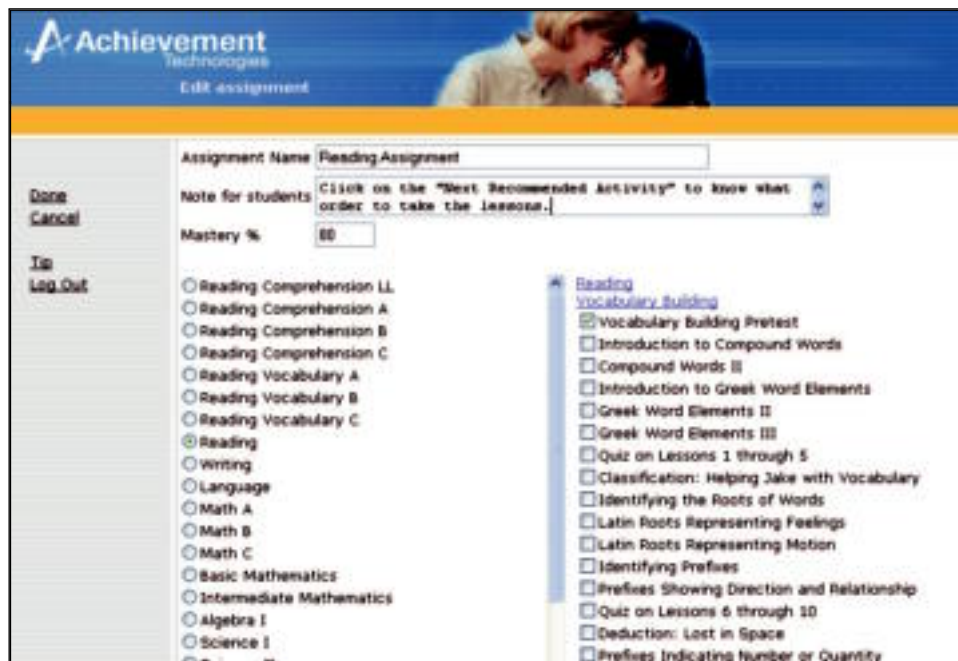 Achievement
Technologies
Edit assignment
Assignment Name Reading Assignment
Note for students Click on the "Next Recommended Activity" to know what
order to take the lessons.
Mastery % 80
Done
Cancel
Tip
Log Out
Reading Comprehension LL
Reading Comprehension A
Reading Comprehension B
Reading Comprehension C
Reading Vocabulary A
Reading Vocabulary B
Reading Vocabulary C
Reading
Writing
Language
Math A
Math B
Math C
Basic Mathematics
Intermediate Mathematics
Algebra I
Science I
Reading
Vocabulary Building
Vocabulary Building Pretest
Introduction to Compound Words
Compound Words II
Introduction to Greek Word Elements
Greek Word Elements II
Greek Word Elements III
Quiz on Lessons 1 through 5
Classification: Helping Jake with Vocabulary
Identifying the Roots of Words
Latin Roots Representing Feelings
Latin Roots Representing Motion
Identifying Prefixes
Prefixes Showing Direction and Relationship
Quiz on Lessons 6 through 10
Deduction: Lost in Space
Prefixes Indicating Number or Quantity